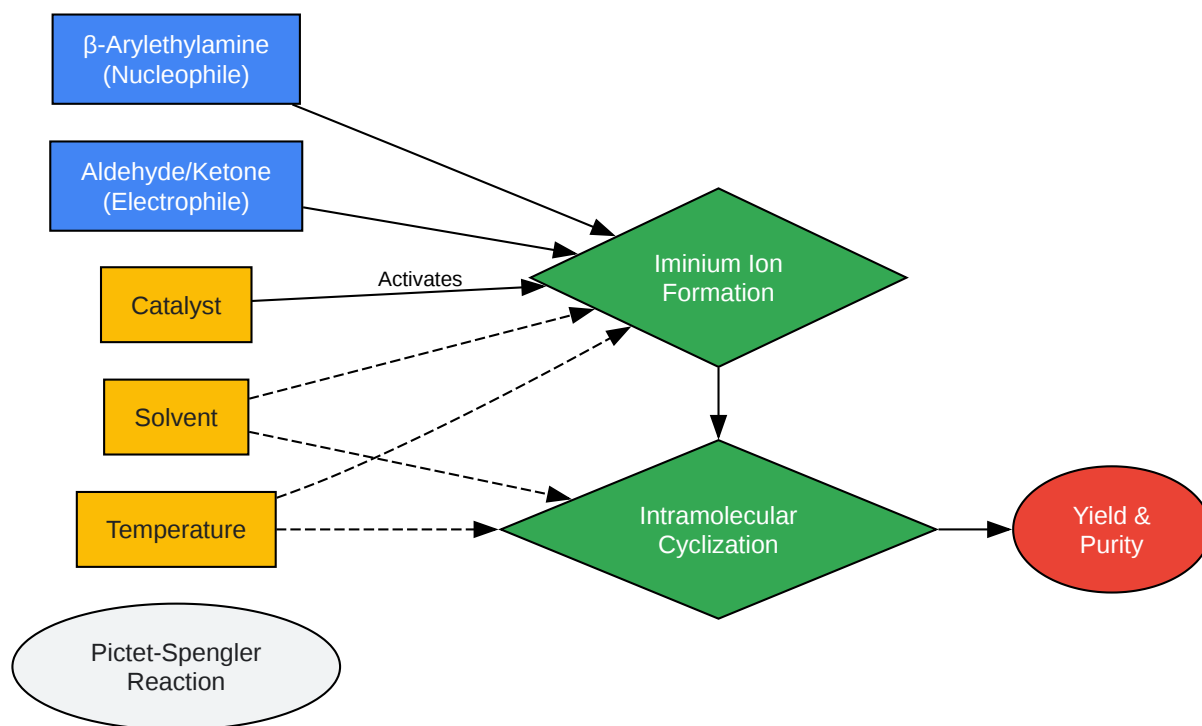 β-Arylethylamine
(Nucleophile)
Aldehyde/Ketone
(Electrophile)
Iminium Ion
Formation
Activates
Catalyst
Solvent
Temperature
Intramolecular
Cyclization
Yield &
Purity
Pictet-Spengler
Reaction